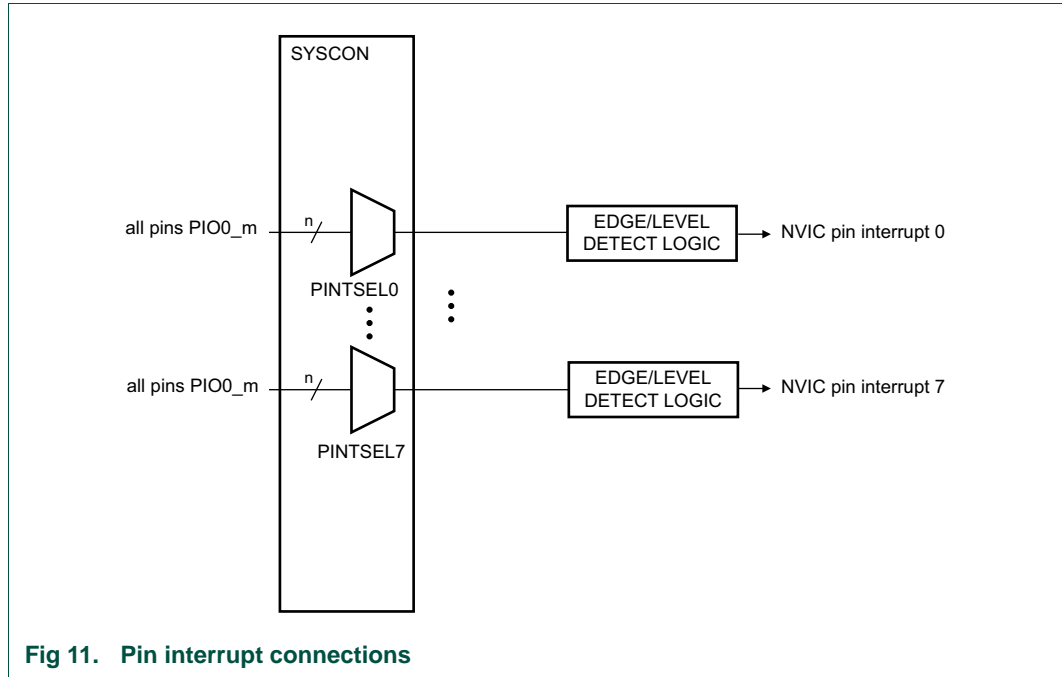 SYSCON
all pins PIO0_m
n
PINTSEL0
EDGE/LEVEL
DETECT LOGIC
NVIC pin interrupt 0
all pins PIO0_m
n
PINTSEL7
EDGE/LEVEL
DETECT LOGIC
NVIC pin interrupt 7
Fig 11. Pin interrupt connections